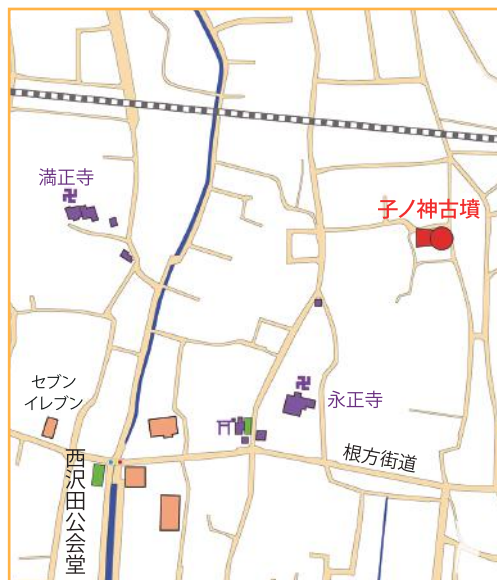 満正寺
子ノ神古墳
セブン
イレブン
永正寺
根方街道
西沢田公会堂